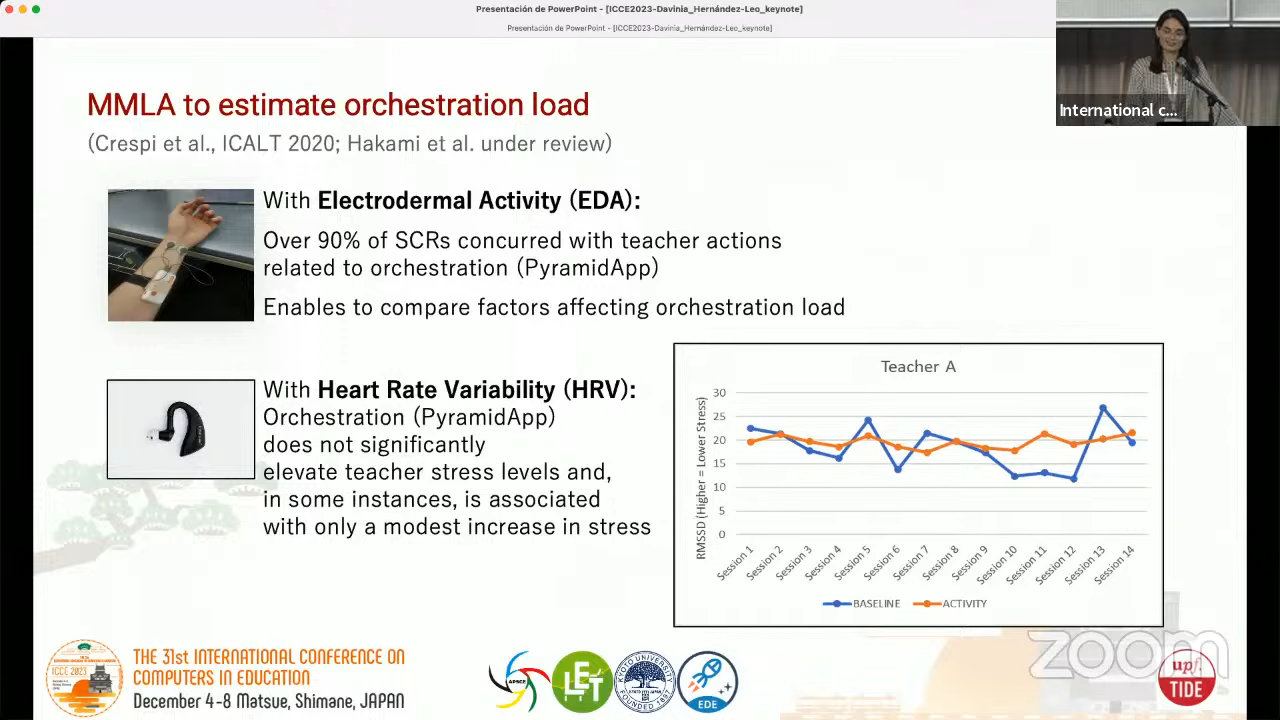 Presentación de PowerPoint - [ICCE2023-Davinia_Hernández-Leo_keynote]
Presentación de PowerPoint - [ICCE2023-Davinia_Hernández-Leo_keynote]
International c...
MMLA to estimate orchestration load
(Crespi et al., ICALT 2020; Hakami et al. under review)
With Electrodermal Activity (EDA):
Over 90% of SCRs concurred with teacher actions
related to orchestration (PyramidApp)
Enables to compare factors affecting orchestration load
With Heart Rate Variability (HRV):
Orchestration (PyramidApp)
does not significantly
elevate teacher stress levels and,
in some instances, is associated
with only a modest increase in stress
Teacher A
RMSSD (Higher = Lower Stress)
30
25
20
15
10
5
0
Session 1
Session 2
Session 3
Session 4
Session 5
Session 6
Session 7
Session 8
Session 9
Session 10
Session 11
Session 12
Session 13
Session 14
BASELINE
ACTIVITY
ICCE 2023
THE 31st INTERNATIONAL CONFERENCE ON
COMPUTERS IN EDUCATION
December 4-8 Matsue, Shimane, JAPAN
APSCE
LET
KYOTO UNIVERSITY
FOUNDED 1897
EDE
zoom
upf.
TIDE